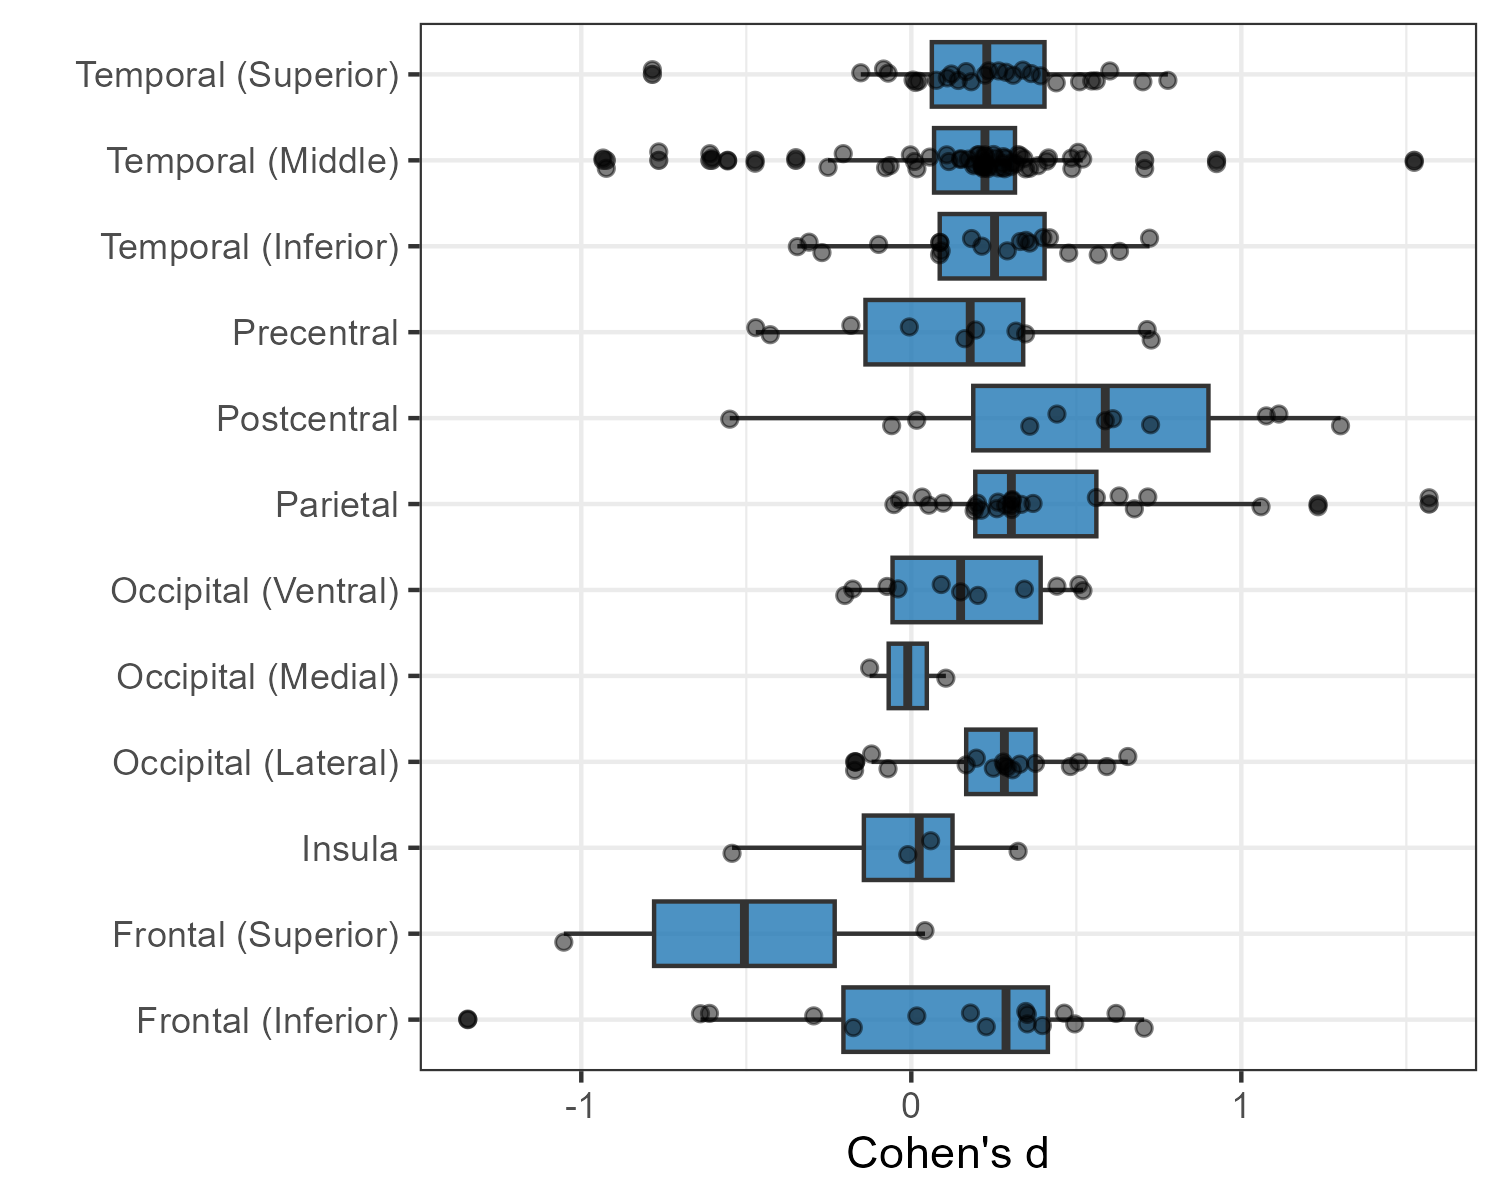 Temporal (Superior)
Temporal (Middle)
Temporal (Inferior)
Precentral
Postcentral
Parietal
Occipital (Ventral)
Occipital (Medial)
Occipital (Lateral)
Insula
Frontal (Superior)
Frontal (Inferior)
-1 0 1
Cohen's d